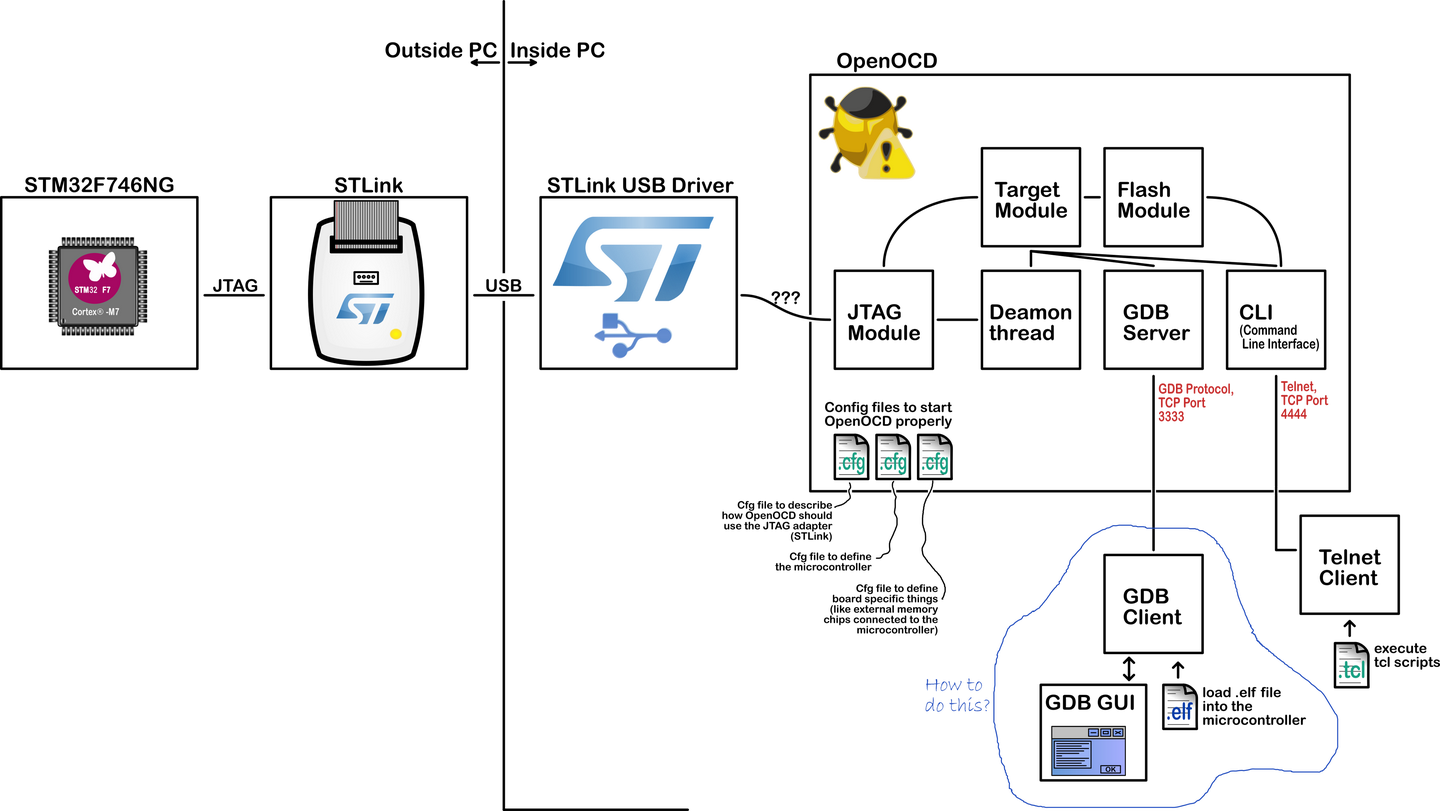 Outside PC
Inside PC
OpenOCD
STM32F746NG
STLink
STLink USB Driver
STM32 F7
Cortex® -M7
JTAG
ST
USB
ST
???
Target
Module
Flash
Module
JTAG
Module
Deamon
thread
GDB
Server
CLI
(Command
Line Interface)
GDB Protocol,
TCP Port
3333
Telnet,
TCP Port
4444
Config files to start
OpenOCD properly
.cfg
.cfg
.cfg
Cfg file to describe
how OpenOCD should
use the JTAG adapter
(STLink)
Cfg file to define
the microcontroller
Cfg file to define
board specific things
(like external memory
chips connected to the
microcontroller)
GDB
Client
Telnet
Client
.tcl
execute
tcl scripts
How to
do this?
GDB GUI
OK
.elf
load .elf file
into the
microcontroller